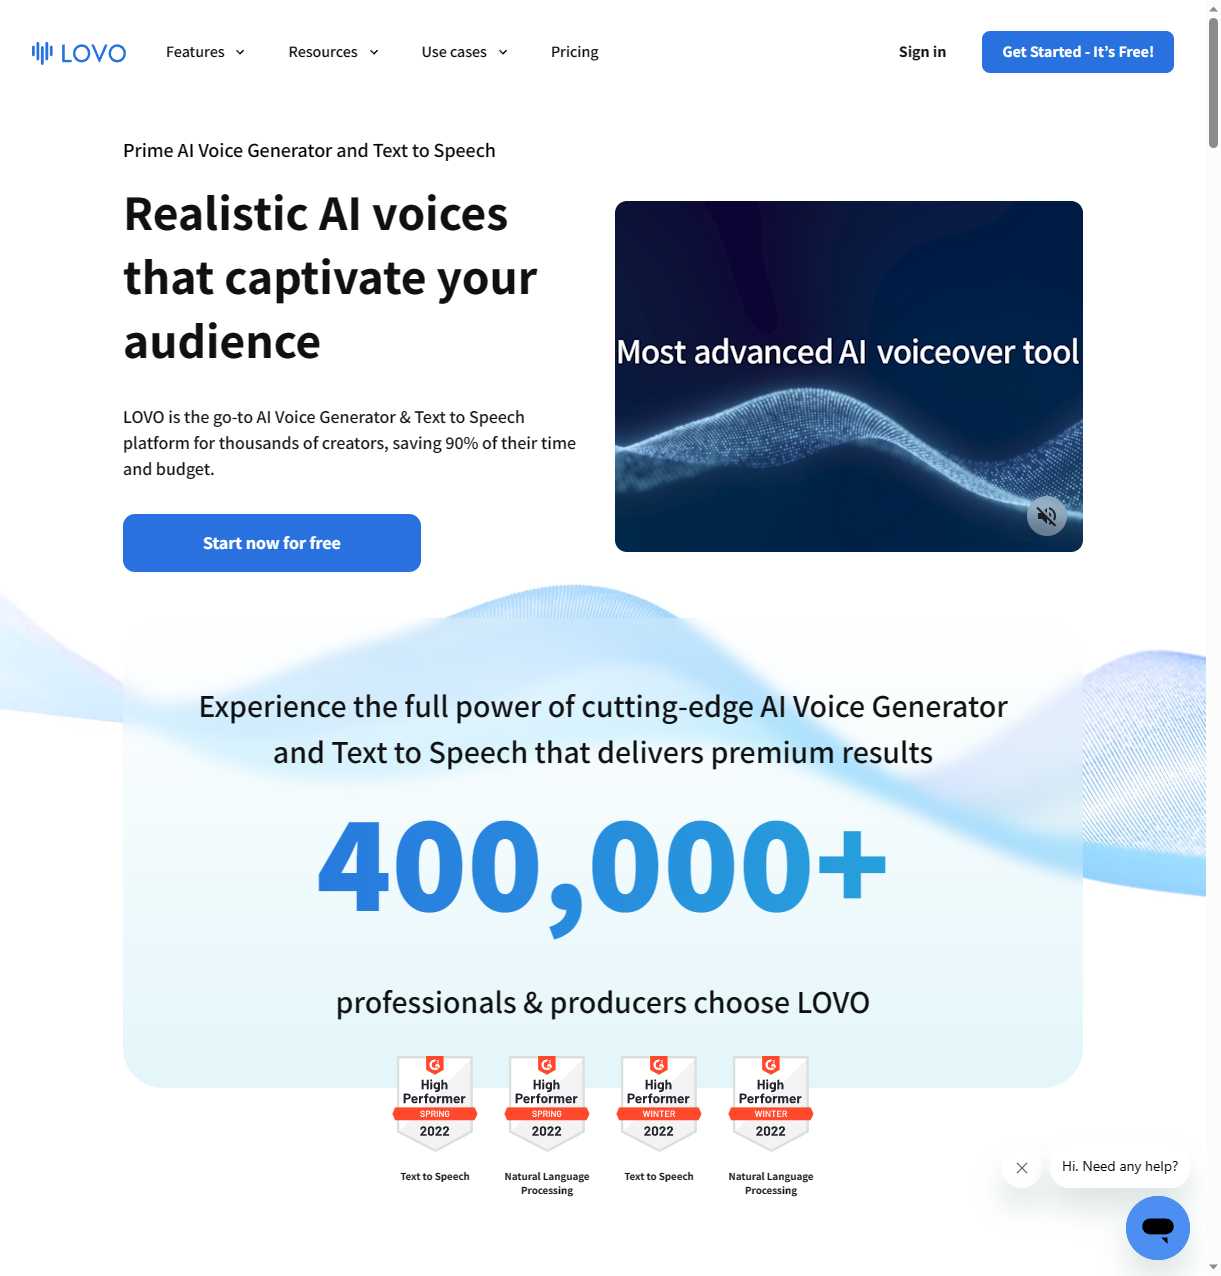 LOVO
Features
Resources
Use cases
Pricing
Sign in
Get Started - It's Free!
Prime AI Voice Generator and Text to Speech
Realistic AI voices
that captivate your
audience
LOVO is the go-to AI Voice Generator & Text to Speech
platform for thousands of creators, saving 90% of their time
and budget.
Start now for free
Most advanced AI voiceover tool
Experience the full power of cutting-edge AI Voice Generator
and Text to Speech that delivers premium results
400,000+
professionals & producers choose LOVO
High
Performer
SPRING
2022
Text to Speech
High
Performer
SPRING
2022
Natural Language
Processing
High
Performer
WINTER
2022
Text to Speech
High
Performer
WINTER
2022
Natural Language
Processing
Hi. Need any help?